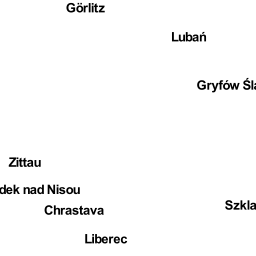 Görlitz
Lubań
Gryfów Śla
Zittau
dek nad Nisou
Chrastava
Szkla
Liberec